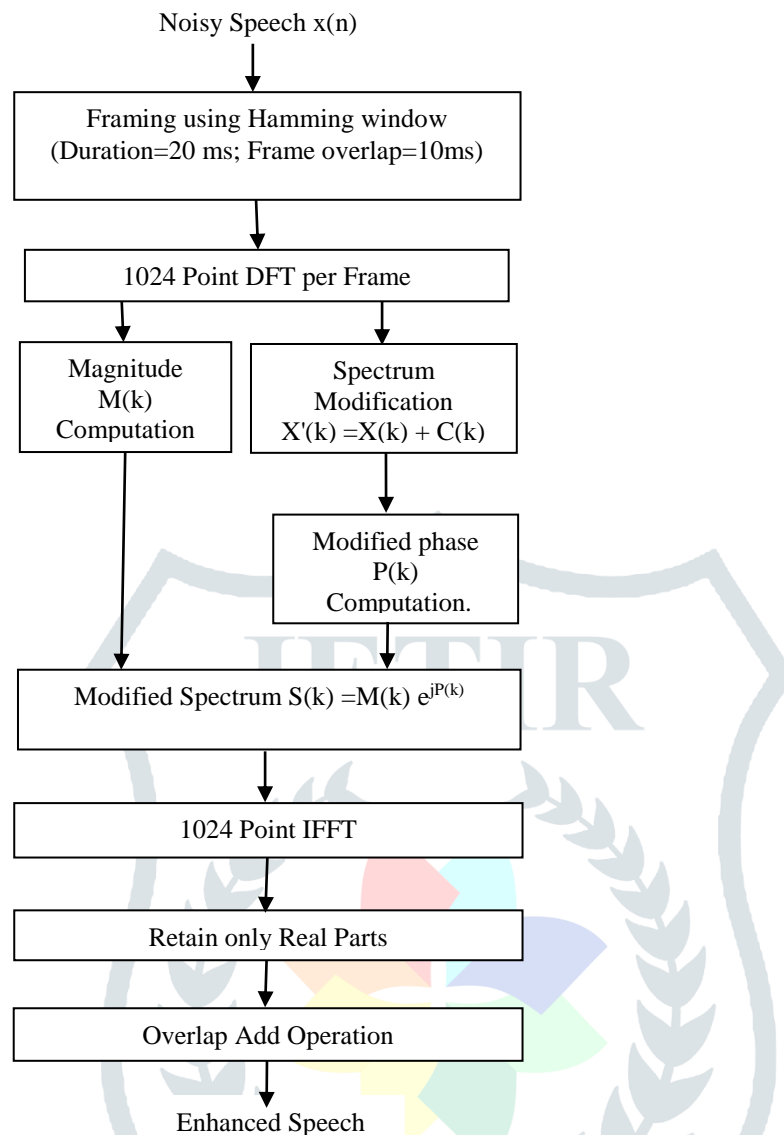 Noisy Speech x(n)
Framing using Hamming window
(Duration=20 ms; Frame overlap=10ms)
1024 Point DFT per Frame
Magnitude
M(k)
Computation
Spectrum
Modification
X'(k) =X(k) + C(k)
Modified phase
P(k)
Computation.
JETIR
Modified Spectrum S(k) =M(k) e^jP(k)
1024 Point IFFT
Retain only Real Parts
Overlap Add Operation
Enhanced Speech